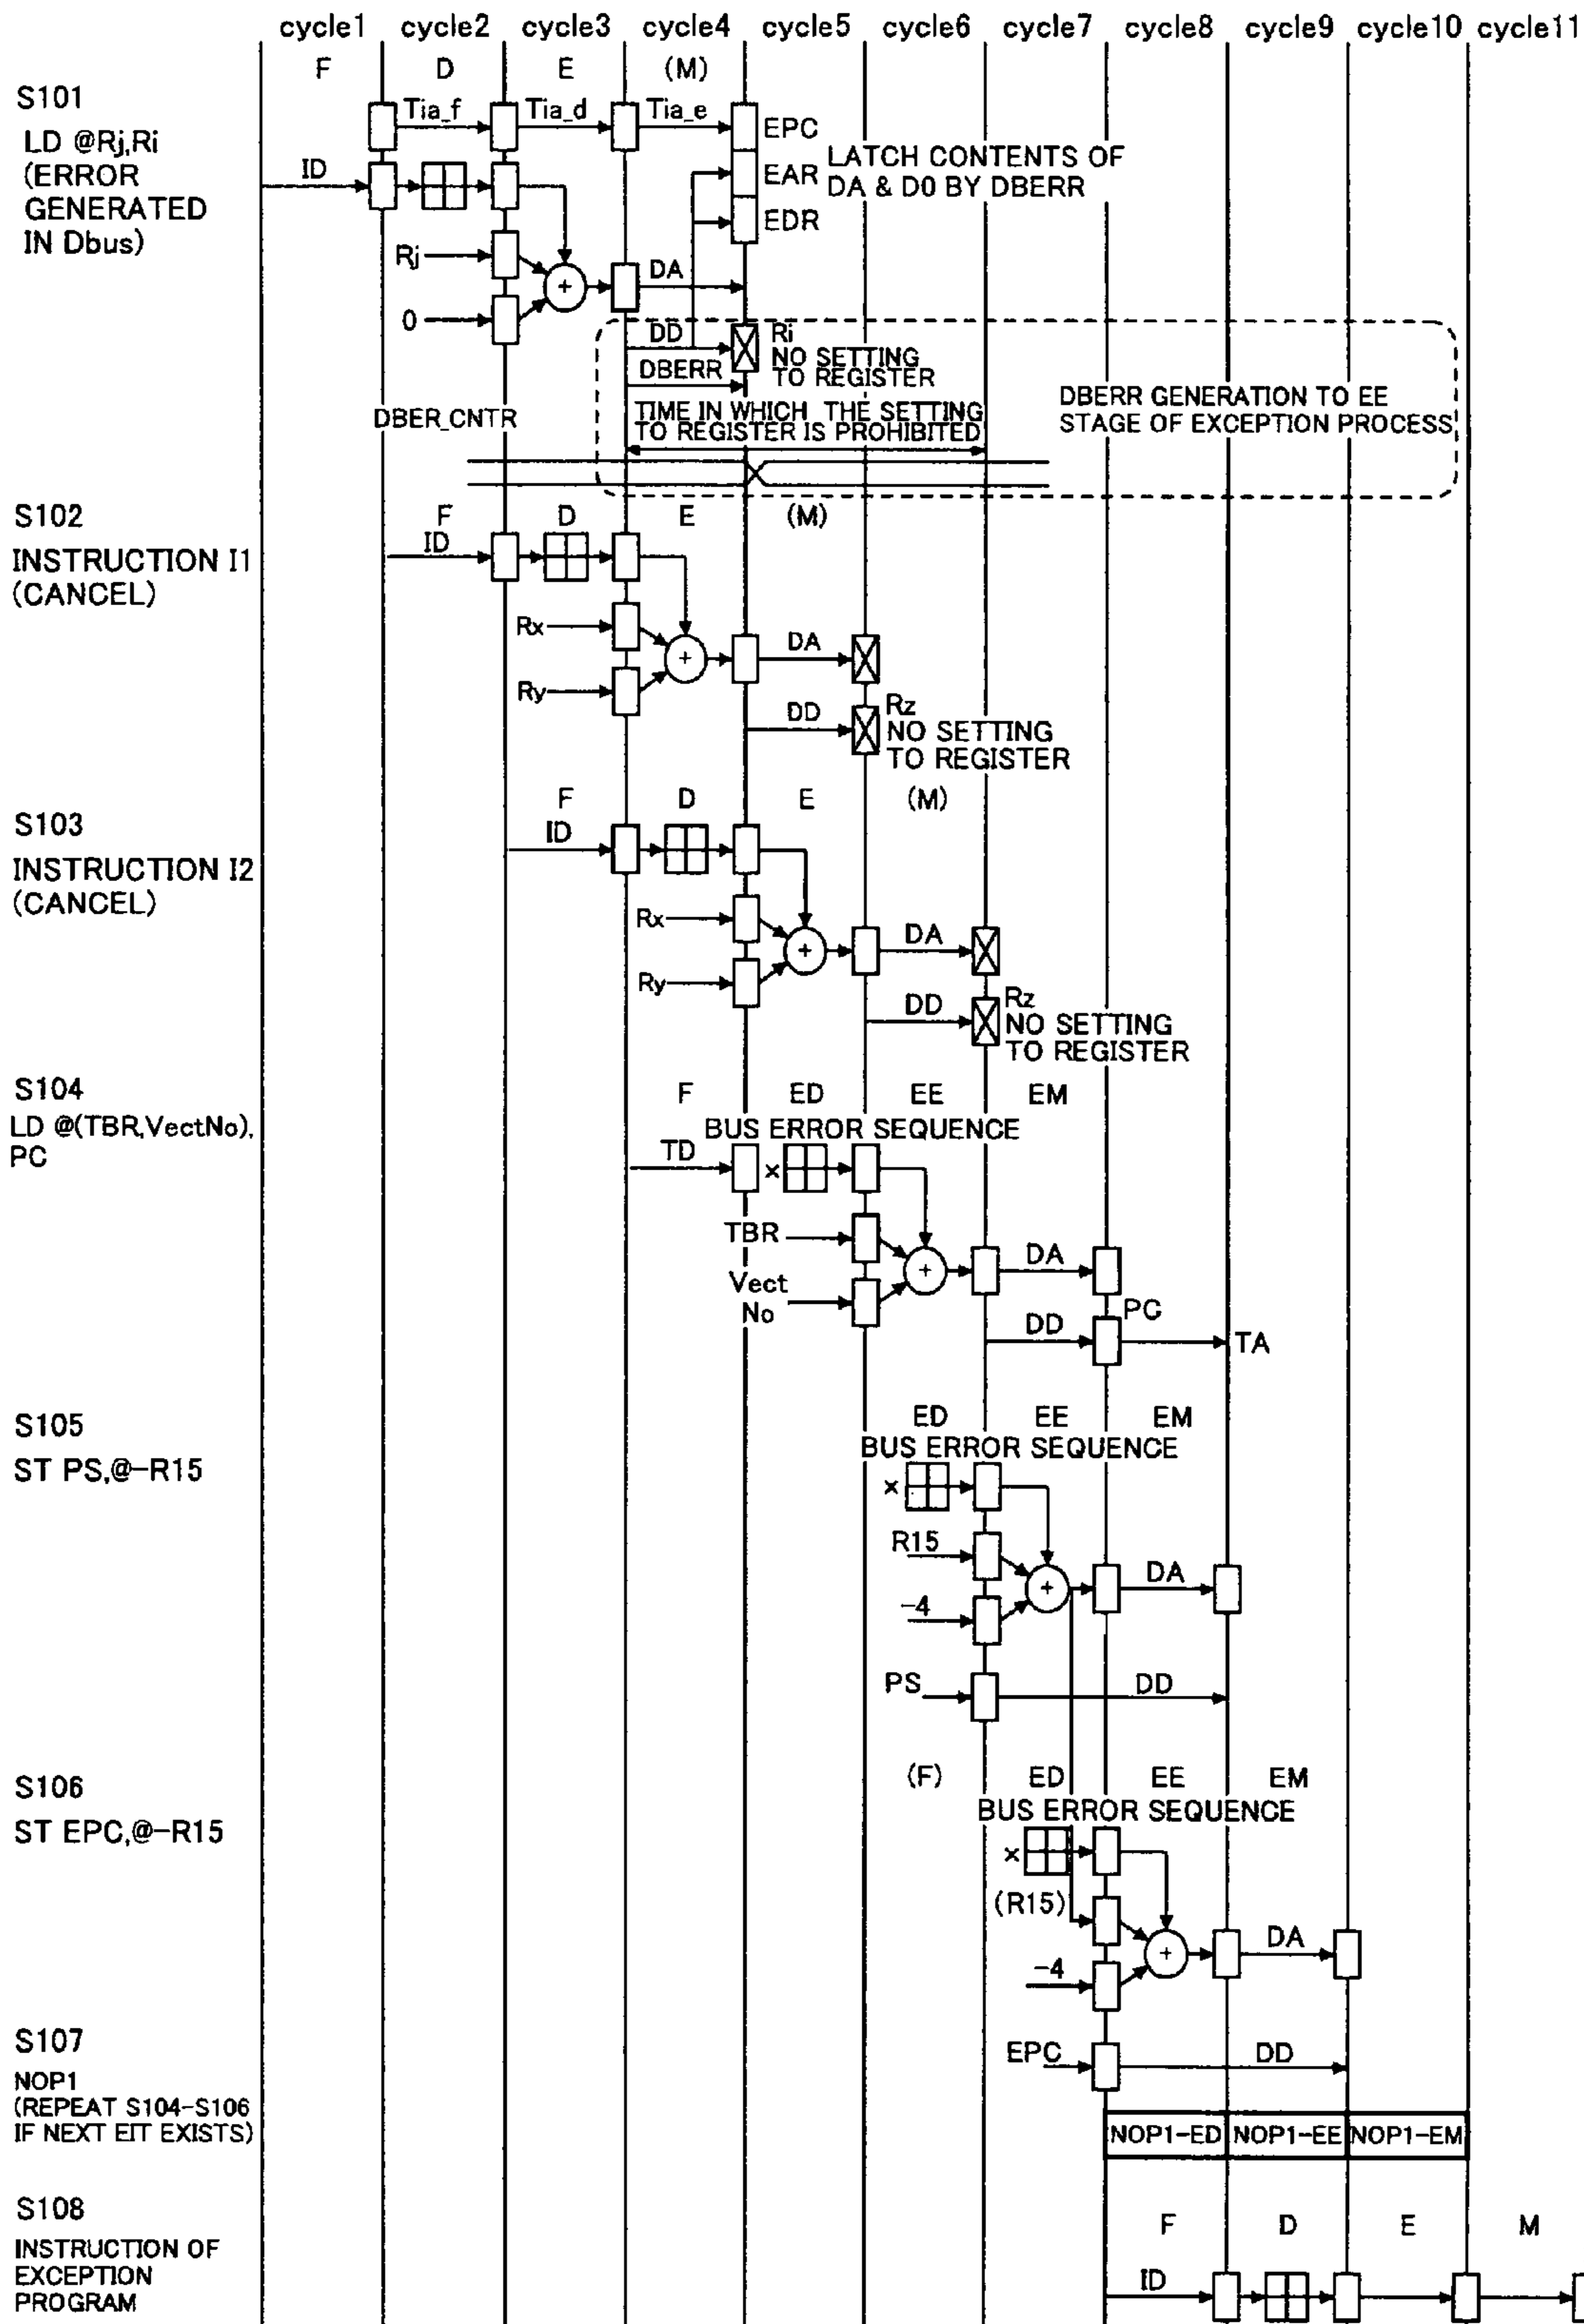 cycle1 cycle2 cycle3 cycle4 cycle5 cycle6 cycle7 cycle8 cycle9 cycle10 cycle11
F D E (M)
S101
LD @Rj,Ri
(ERROR
GENERATED
IN Dbus)
Tia_f Tia_d Tia_e EPC
ID
EAR
EDR
LATCH CONTENTS OF
DA & D0 BY DBERR
Rj
+
DA
0
DD
Ri
NO SETTING
TO REGISTER
DBERR
DBER_CNTR
TIME IN WHICH THE SETTING
TO REGISTER IS PROHIBITED
DBERR GENERATION TO EE
STAGE OF EXCEPTION PROCESS
S102
INSTRUCTION I1
(CANCEL)
F D E (M)
ID
Rx
+
DA
Ry
DD
Rz
NO SETTING
TO REGISTER
S103
INSTRUCTION I2
(CANCEL)
F D E (M)
ID
Rx
+
DA
Ry
DD
Rz
NO SETTING
TO REGISTER
S104
LD @(TBR,VectNo),
PC
F ED EE EM
BUS ERROR SEQUENCE
TD
×
TBR
+
DA
Vect
No
DD
PC
TA
S105
ST PS,@-R15
ED EE EM
BUS ERROR SEQUENCE
×
R15
+
DA
-4
PS
DD
S106
ST EPC,@-R15
(F) ED EE EM
BUS ERROR SEQUENCE
×
(R15)
+
DA
-4
S107
NOP1
(REPEAT S104-S106
IF NEXT EIT EXISTS)
EPC
DD
NOP1-ED NOP1-EE NOP1-EM
S108
INSTRUCTION OF
EXCEPTION
PROGRAM
F D E M
ID